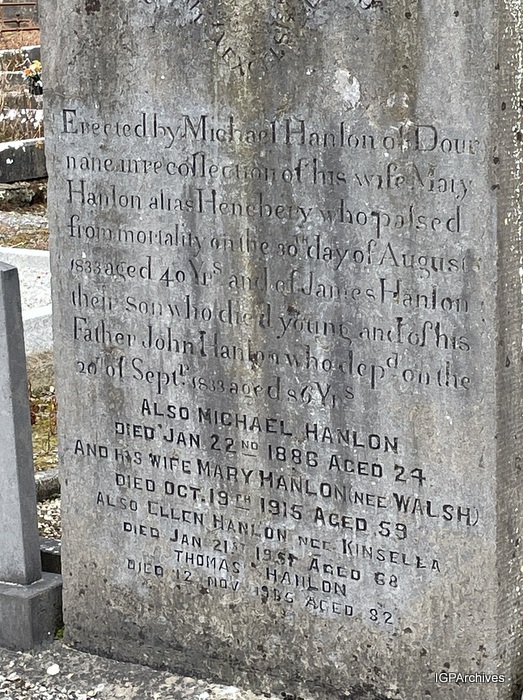 Erected by Michael Hanlon of Dour
nane in recollection of his wife Mary
Hanlon alias Henebery who passed
from mortality on the 30th day of August
1833 aged 40 Yrs and of James Hanlon
their son who died young and of his
Father John Hanlon who depd on the
20th of Septr 1833 aged 86 Yrs
ALSO MICHAEL HANLON
DIED JAN 22ND 1886 AGED 24
AND HIS WIFE MARY HANLON (NEE WALSH)
DIED OCT. 19TH 1915 AGED 59
ALSO ELLEN HANLON NEE KINSELLA
DIED JAN 21ST AGED 68
THOMAS HANLON
DIED 12 NOV 1986 AGED 82
IGPArchives